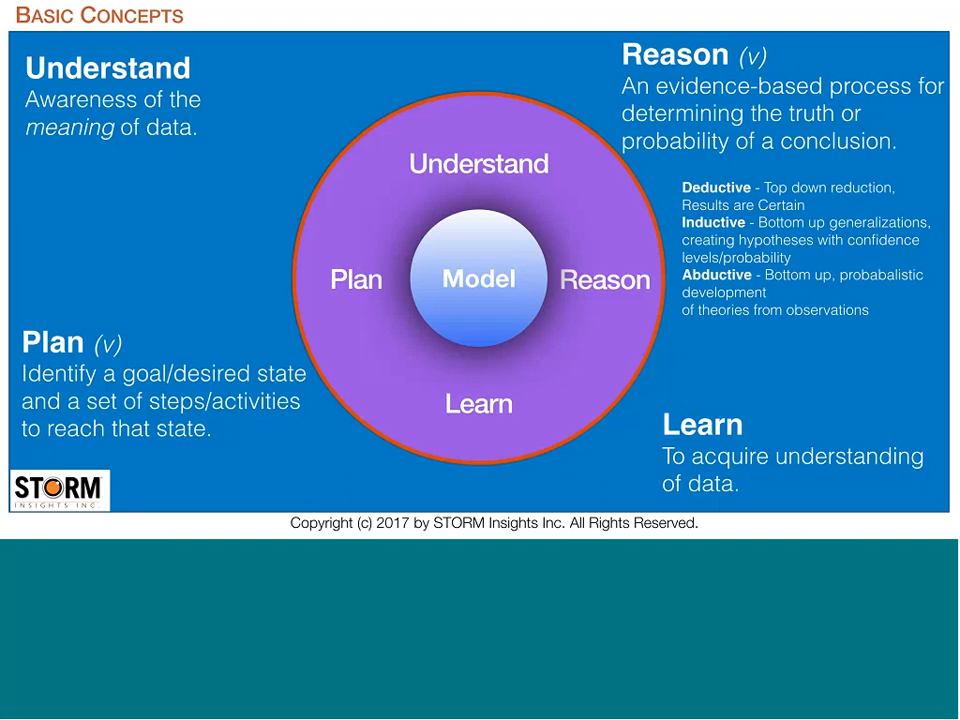 BASIC CONCEPTS
Understand
Awareness of the
meaning of data.
Reason (v)
An evidence-based process for
determining the truth or
probability of a conclusion.
Deductive - Top down reduction,
Results are Certain
Inductive - Bottom up generalizations,
creating hypotheses with confidence
levels/probability
Abductive - Bottom up, probabalistic
development
of theories from observations
Understand
Plan
Model
Reason
Learn
Plan (v)
Identify a goal/desired state
and a set of steps/activities
to reach that state.
Learn
To acquire understanding
of data.
STORM
INSIGHTS INC.
Copyright (c) 2017 by STORM Insights Inc. All Rights Reserved.